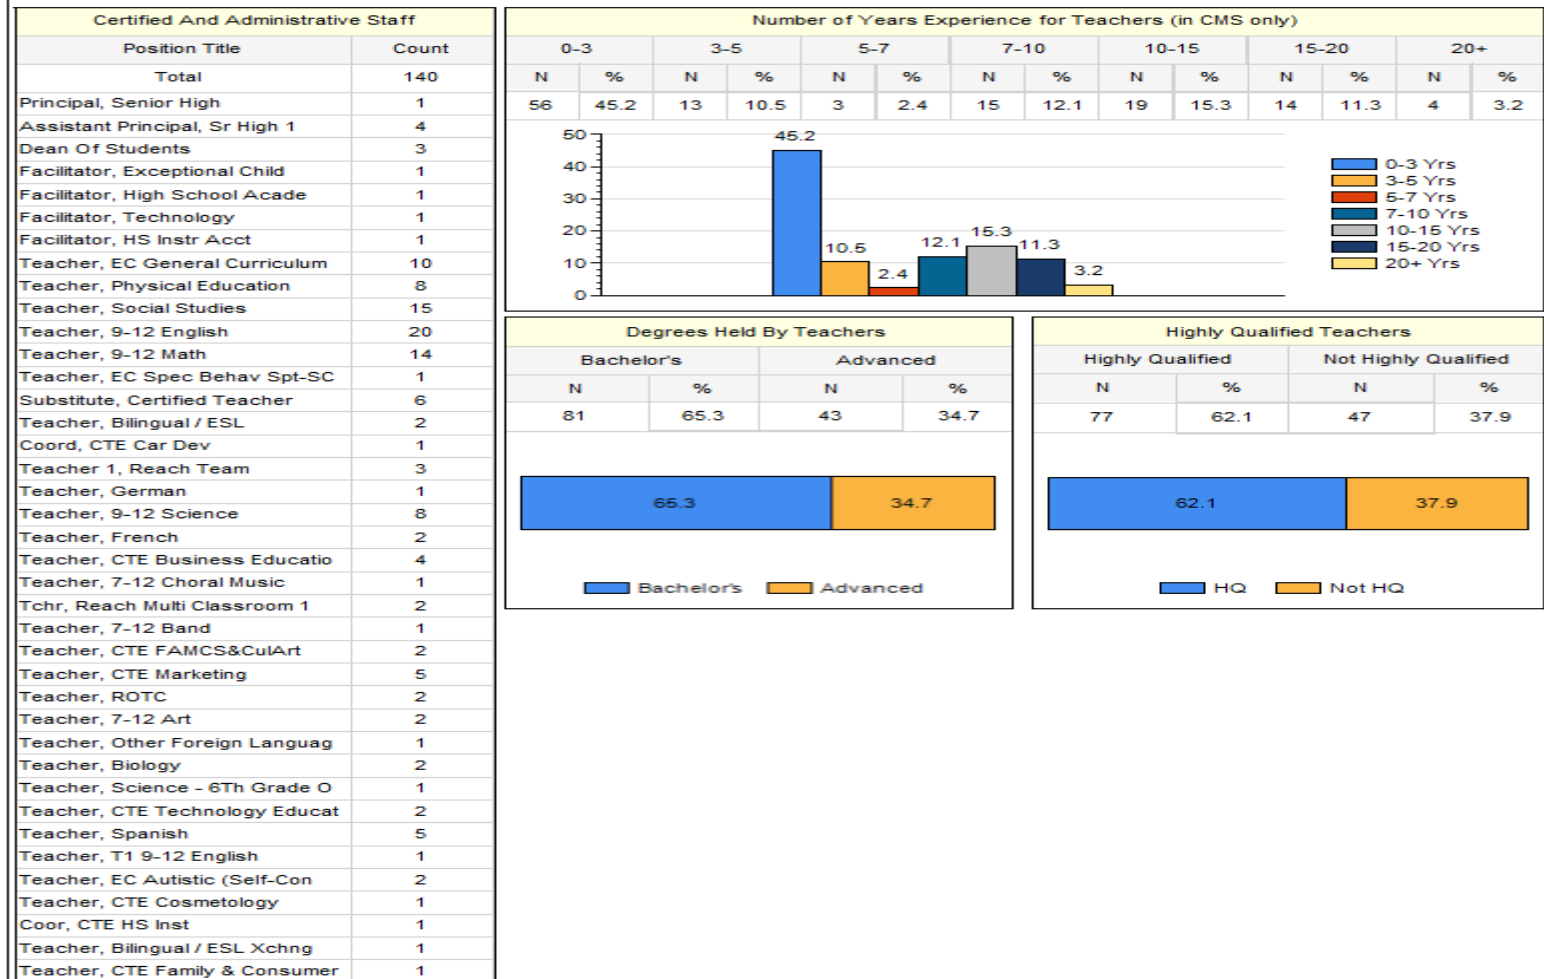 Certified And Administrative Staff
Position Title Count
Total 140
Principal, Senior High 1
Assistant Principal, Sr High 1 4
Dean Of Students 3
Facilitator, Exceptional Child 1
Facilitator, High School Acade 1
Facilitator, Technology 1
Facilitator, HS Instr Acct 1
Teacher, EC General Curriculum 10
Teacher, Physical Education 8
Teacher, Social Studies 15
Teacher, 9-12 English 20
Teacher, 9-12 Math 14
Teacher, EC Spec Behav Spt-SC 1
Substitute, Certified Teacher 6
Teacher, Bilingual / ESL 2
Coord, CTE Car Dev 1
Teacher 1, Reach Team 3
Teacher, German 1
Teacher, 9-12 Science 8
Teacher, French 2
Teacher, CTE Business Educatio 4
Teacher, 7-12 Choral Music 1
Tchr, Reach Multi Classroom 1 2
Teacher, 7-12 Band 1
Teacher, CTE FAMCS&CulArt 2
Teacher, CTE Marketing 5
Teacher, ROTC 2
Teacher, 7-12 Art 2
Teacher, Other Foreign Languag 1
Teacher, Biology 2
Teacher, Science - 6Th Grade O 1
Teacher, CTE Technology Educat 2
Teacher, Spanish 5
Teacher, T1 9-12 English 1
Teacher, EC Autistic (Self-Con 2
Teacher, CTE Cosmetology 1
Coor, CTE HS Inst 1
Teacher, Bilingual / ESL Xchng 1
Teacher, CTE Family & Consumer 1
Number of Years Experience for Teachers (in CMS only)
0-3 3-5 5-7 7-10 10-15 15-20 20+
N % N % N % N % N % N % N %
56 45.2 13 10.5 3 2.4 15 12.1 19 15.3 14 11.3 4 3.2
50
40
30
20
10
0
45.2
10.5
2.4
12.1
15.3
11.3
3.2
0-3 Yrs
3-5 Yrs
5-7 Yrs
7-10 Yrs
10-15 Yrs
15-20 Yrs
20+ Yrs
Degrees Held By Teachers
Bachelor's Advanced
N % N %
81 65.3 43 34.7
65.3 34.7
Bachelor's Advanced
Highly Qualified Teachers
Highly Qualified Not Highly Qualified
N % N %
77 62.1 47 37.9
62.1 37.9
HQ Not HQ